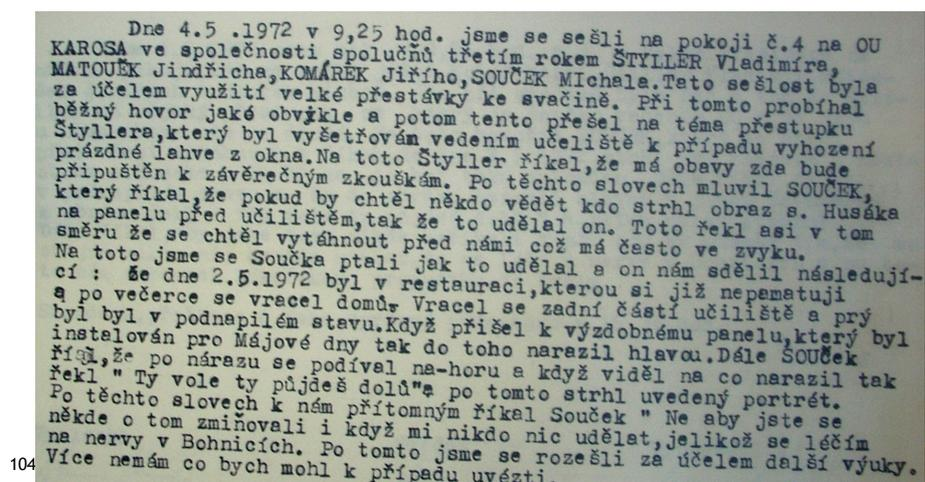 Dne 4.5 .1972 v 9,25 hod. jsme se sešli na pokoji č.4 na OU
KAROSA ve společnosti spolučňů třetím rokem ŠTYLLER Vladimíra,
MATOUĚK Jindřicha,KOMÁREK Jiřího,SOUČEK MIchala.Tato sešlost byla
za účelem využití velké přestávky ke svačině. Při tomto probíhal
běžný hovor jaké obvykle a potom tento přešel na téma přestupku
Štyllera,který byl vyšetřován vedením učeliště k případu vyhození
prázdné lahve z okna.Na toto Štyller říkal,že má obavy zda bude
připuštěn k závěrečným zkouškám. Po těchto slovech mluvil SOUČEK,
který říkal,že pokud by chtěl někdo vědět kdo strhl obraz s. Husáka
na panelu před učilištěm,tak že to udělal on. Toto řekl asi v tom
směru že se chtěl vytáhnout před námi což má často ve zvyku.
Na toto jsme se Součka ptali jak to udělal a on nám sdělil následují-
cí : že dne 2.5.1972 byl v restauraci,kterou si již nepamatuji
a po večerce se vracel domů. Vracel se zadní částí učiliště a prý
byl byl v podnapilém stavu.Když přišel k výzdobnému panelu,který byl
instalován pro Májové dny tak do toho narazil hlavou.Dále SOUČek
říkal,že po nárazu se podíval na-horu a když viděl na co narazil tak
řekl " Ty vole ty půjdeš dolů"a po tomto strhl uvedený portrét.
Po těchto slovech k nám přítomným říkal Souček " Ne aby jste se
někde o tom zmiňovali i když mi nikdo nic udělat,jelikož se léčím
na nervy v Bohnicích. Po tomto jsme se rozešli za účelem další výuky.
Více nemám co bych mohl k případu uvézti.
104